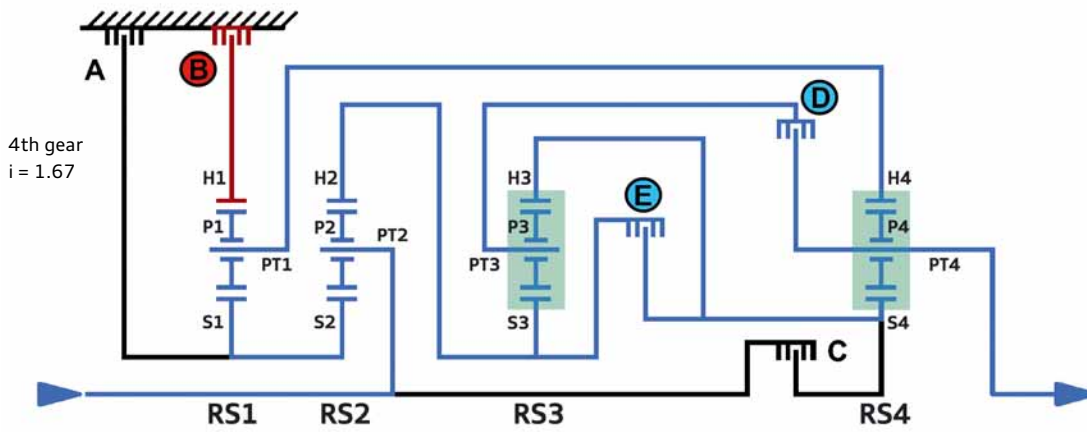 A
B
D
4th gear
i = 1.67
H1
H2
H3
E
H4
P1
P2
PT2
P3
P4
PT1
PT3
PT4
S1
S2
S3
S4
C
RS1
RS2
RS3
RS4